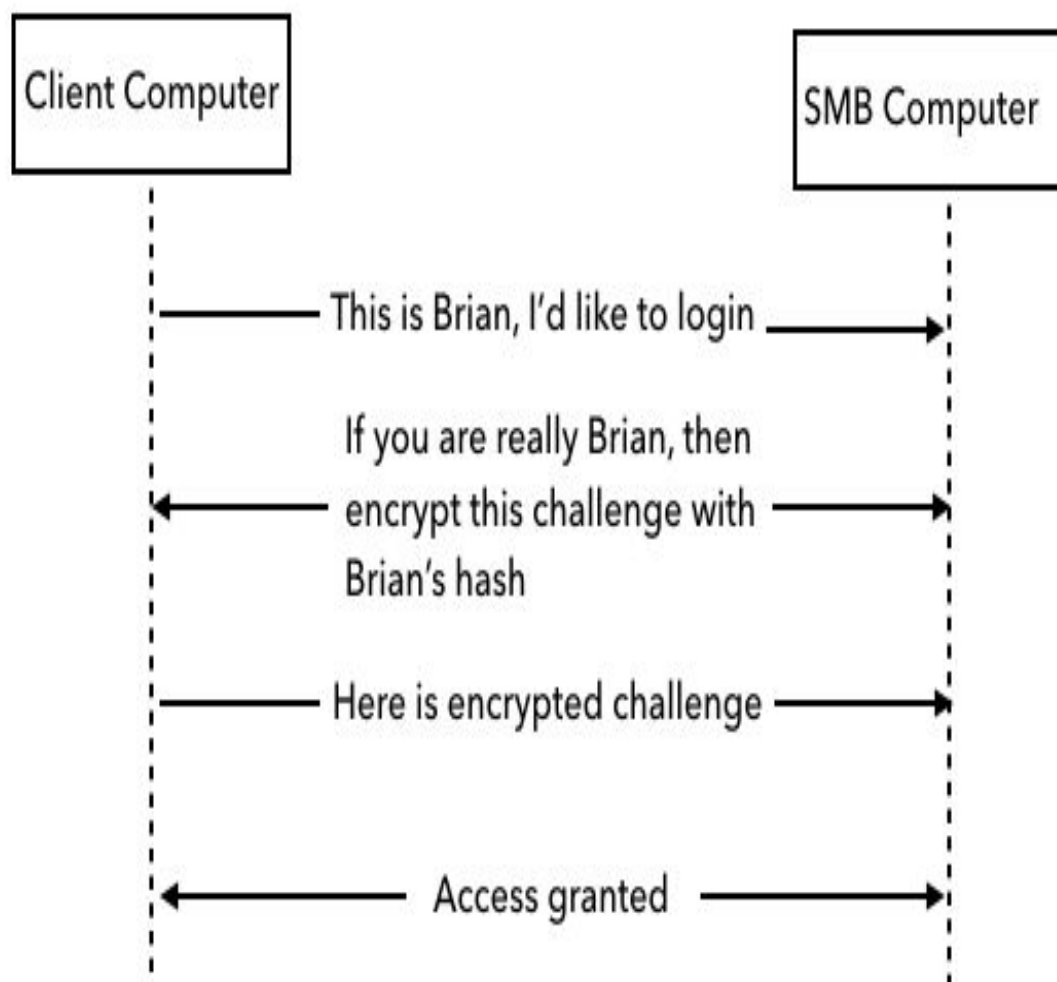 Client Computer
SMB Computer
This is Brian, I'd like to login
If you are really Brian, then
encrypt this challenge with
Brian's hash
Here is encrypted challenge
Access granted